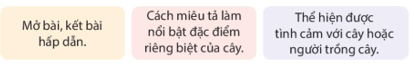 Mở bài, kết bài
hấp dẫn.
Cách miêu tả làm
nổi bật đặc điểm
riêng biệt của cây.
Thể hiện được
tình cảm với cây hoặc
người trồng cây.